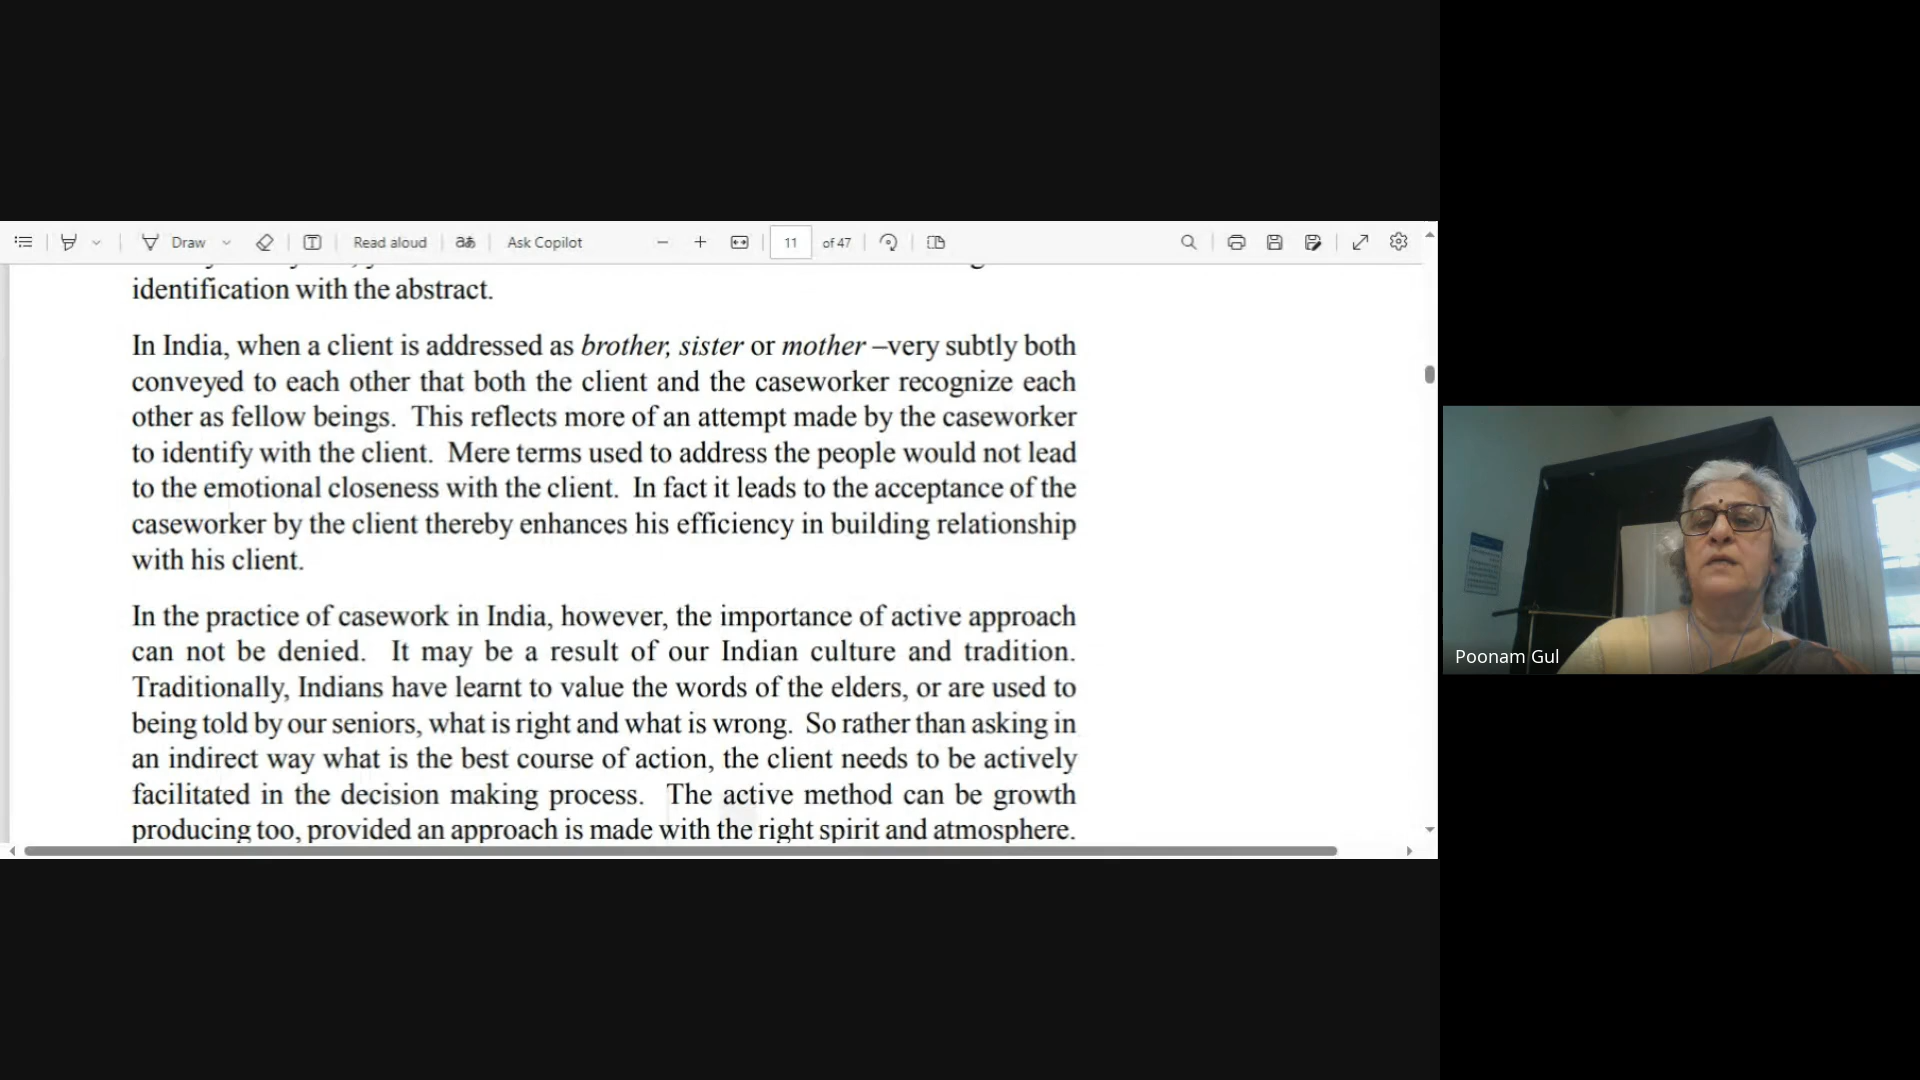 Draw
Read aloud
Ask Copilot
11 of 47
identification with the abstract.
In India, when a client is addressed as brother, sister or mother –very subtly both
conveyed to each other that both the client and the caseworker recognize each
other as fellow beings. This reflects more of an attempt made by the caseworker
to identify with the client. Mere terms used to address the people would not lead
to the emotional closeness with the client. In fact it leads to the acceptance of the
caseworker by the client thereby enhances his efficiency in building relationship
with his client.
In the practice of casework in India, however, the importance of active approach
can not be denied. It may be a result of our Indian culture and tradition.
Traditionally, Indians have learnt to value the words of the elders, or are used to
being told by our seniors, what is right and what is wrong. So rather than asking in
an indirect way what is the best course of action, the client needs to be actively
facilitated in the decision making process. The active method can be growth
producing too, provided an approach is made with the right spirit and atmosphere.
Poonam Gul